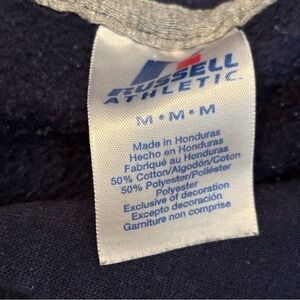 RUSSELL
ATHLETIC
M • M • M
Made in Honduras
Hecho en Honduras
Fabriqué au Honduras
50% Cotton/Algodón/Coton
50% Polyester/Poliéster
Polyester
Exclusive of decoration
Excepto decoración
Garniture non comprise